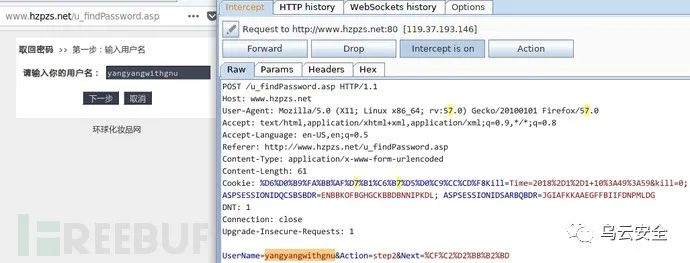 www.hzpzs.net/u_findPassword.asp
取回密码 >> 第一步：输入用户名
请输入你的用户名： yangyangwithgnu
下一步 取消
环球化妆品网
REEBUF
Intercept HTTP history WebSockets history Options
Request to http://www.hzpzs.net:80 [119.37.193.146]
Forward Drop Intercept is on Action
Raw Params Headers Hex
POST /u_findPassword.asp HTTP/1.1
Host: www.hzpzs.net
User-Agent: Mozilla/5.0 (X11; Linux x86_64; rv:57.0) Gecko/20100101 Firefox/57.0
Accept: text/html,application/xhtml+xml,application/xml;q=0.9,*/*;q=0.8
Accept-Language: en-US,en;q=0.5
Referer: http://www.hzpzs.net/u_findPassword.asp
Content-Type: application/x-www-form-urlencoded
Content-Length: 61
Cookie: %D6%D0%B9%FA%BB%AF%D7%B1%C6%B7%D5%D0%C9%CC%CD%F8Kill=Time=2018%2D1%2D1+10%3A49%3A59&kill=0;
ASPSESSIONIDQCSBSBDR=ENBBKOFBGHGCKBBDBNNIPKDL; ASPSESSIONIDSARBQBDR=JGIAFKKAAEGFFBIIFDNPMLDG
DNT: 1
Connection: close
Upgrade-Insecure-Requests: 1
UserName=yangyangwithgnu&Action=step2&Next=%CF%C2%D2%BB%B2%BD
乌云安全